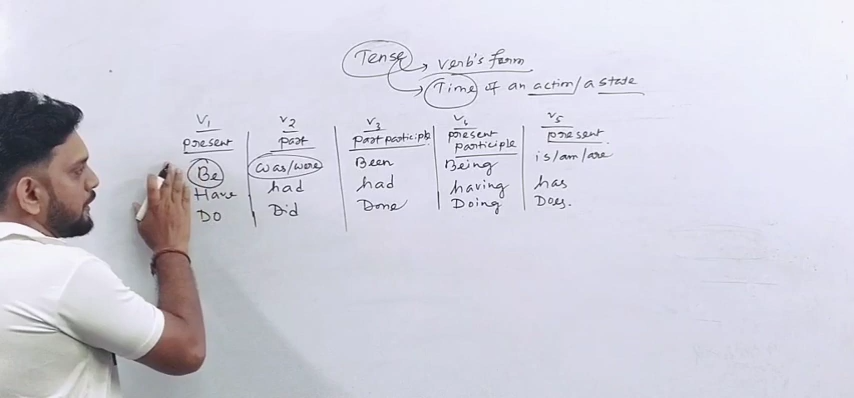 Tense → verb's form
→ Time of an action/a state
V1 V2 V3 V4 V5
present past past participle present participle present
Be was/were Been Being is/am/are
Have had had having has
DO Did Done Doing Does.